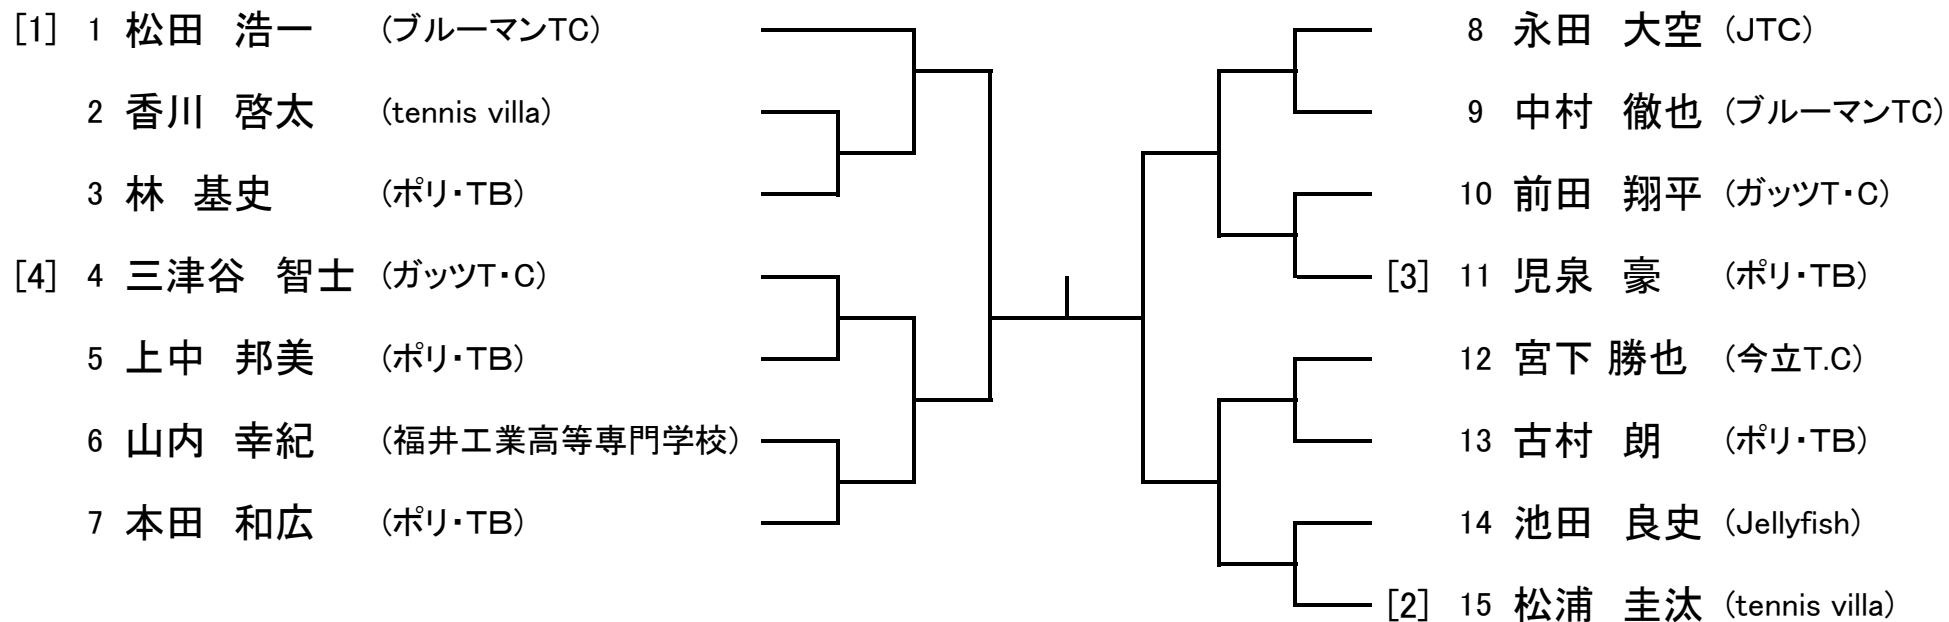 [1] 1 松田 浩一 (ブルーマンTC)
2 香川 啓太 (tennis villa)
3 林 基史 (ポリ・TB)
[4] 4 三津谷 智士 (ガッツT・C)
5 上中 邦美 (ポリ・TB)
6 山内 幸紀 (福井工業高等専門学校)
7 本田 和広 (ポリ・TB)
8 永田 大空 (JTC)
9 中村 徹也 (ブルーマンTC)
10 前田 翔平 (ガッツT・C)
[3] 11 児泉 豪 (ポリ・TB)
12 宮下 勝也 (今立T.C)
13 古村 朗 (ポリ・TB)
14 池田 良史 (Jellyfish)
[2] 15 松浦 圭汰 (tennis villa)